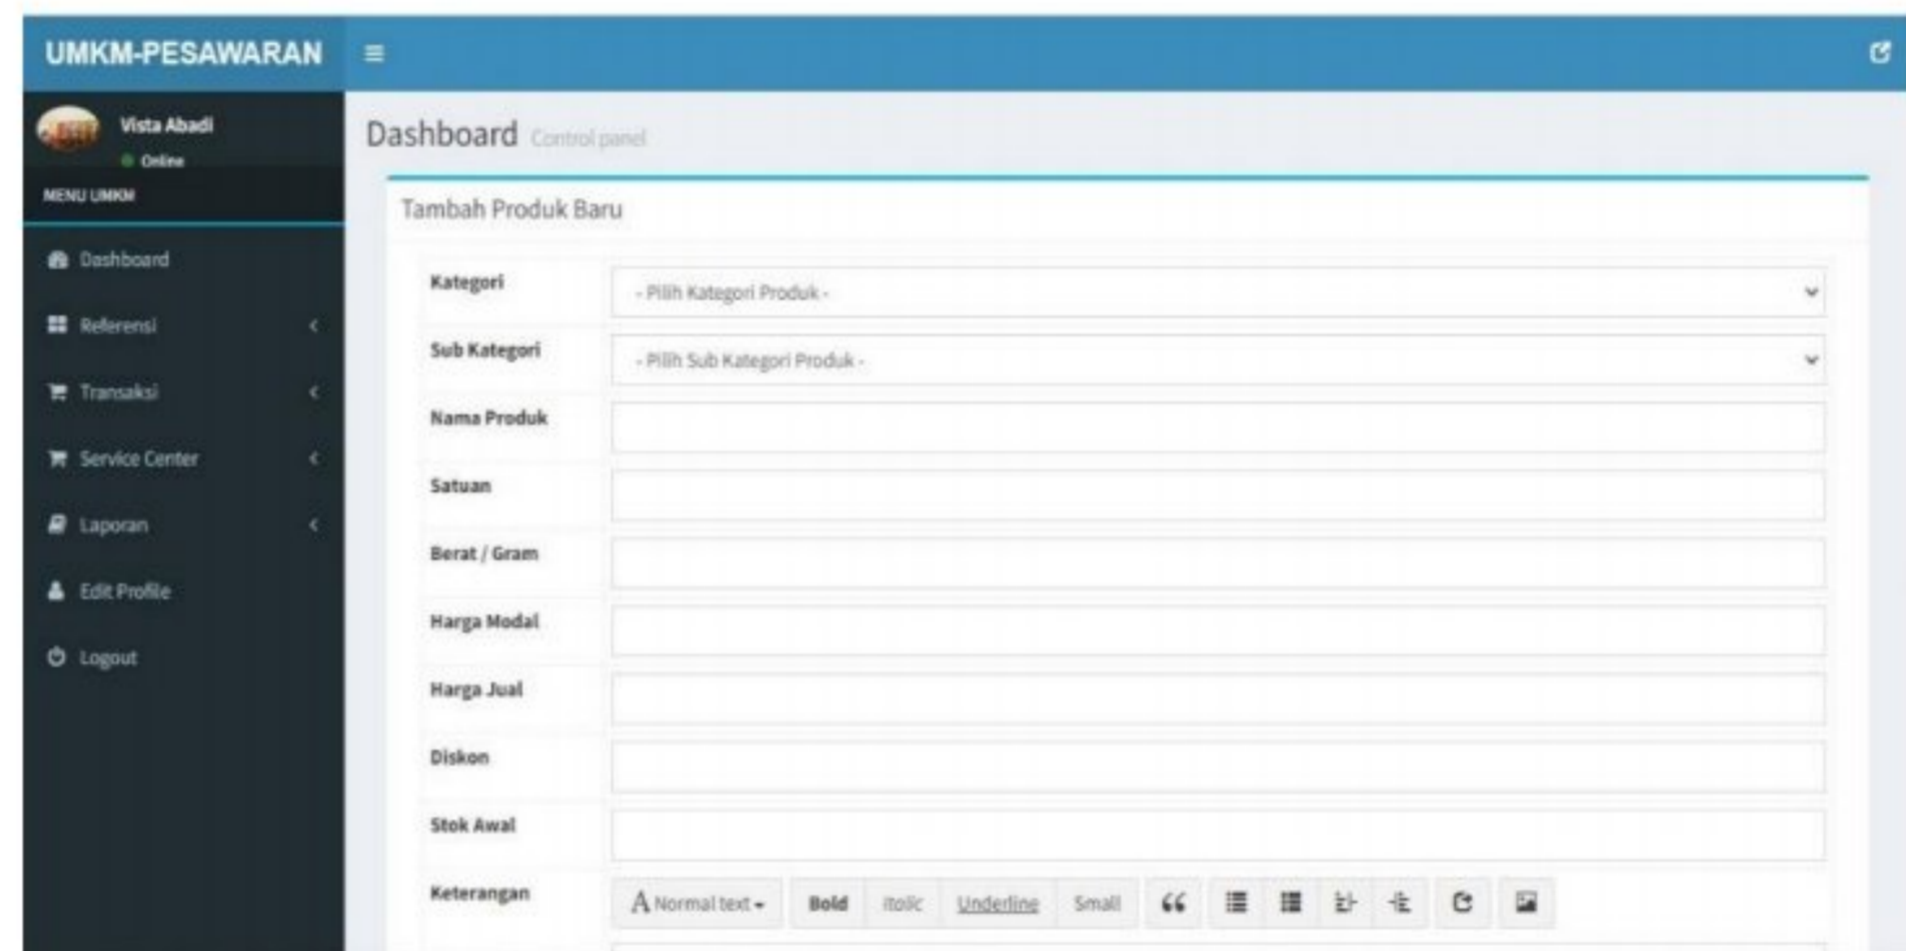 UMKM-PESAWARAN
Vista Abadi
Online
MENU UMKM
Dashboard
Referensi
Transaksi
Service Center
Laporan
Edit Profile
Logout
Dashboard Control panel
Tambah Produk Baru
Kategori - Pilih Kategori Produk -
Sub Kategori - Pilih Sub Kategori Produk -
Nama Produk
Satuan
Berat / Gram
Harga Modal
Harga Jual
Diskon
Stok Awal
Keterangan A Normal text Bold Italic Underline Small